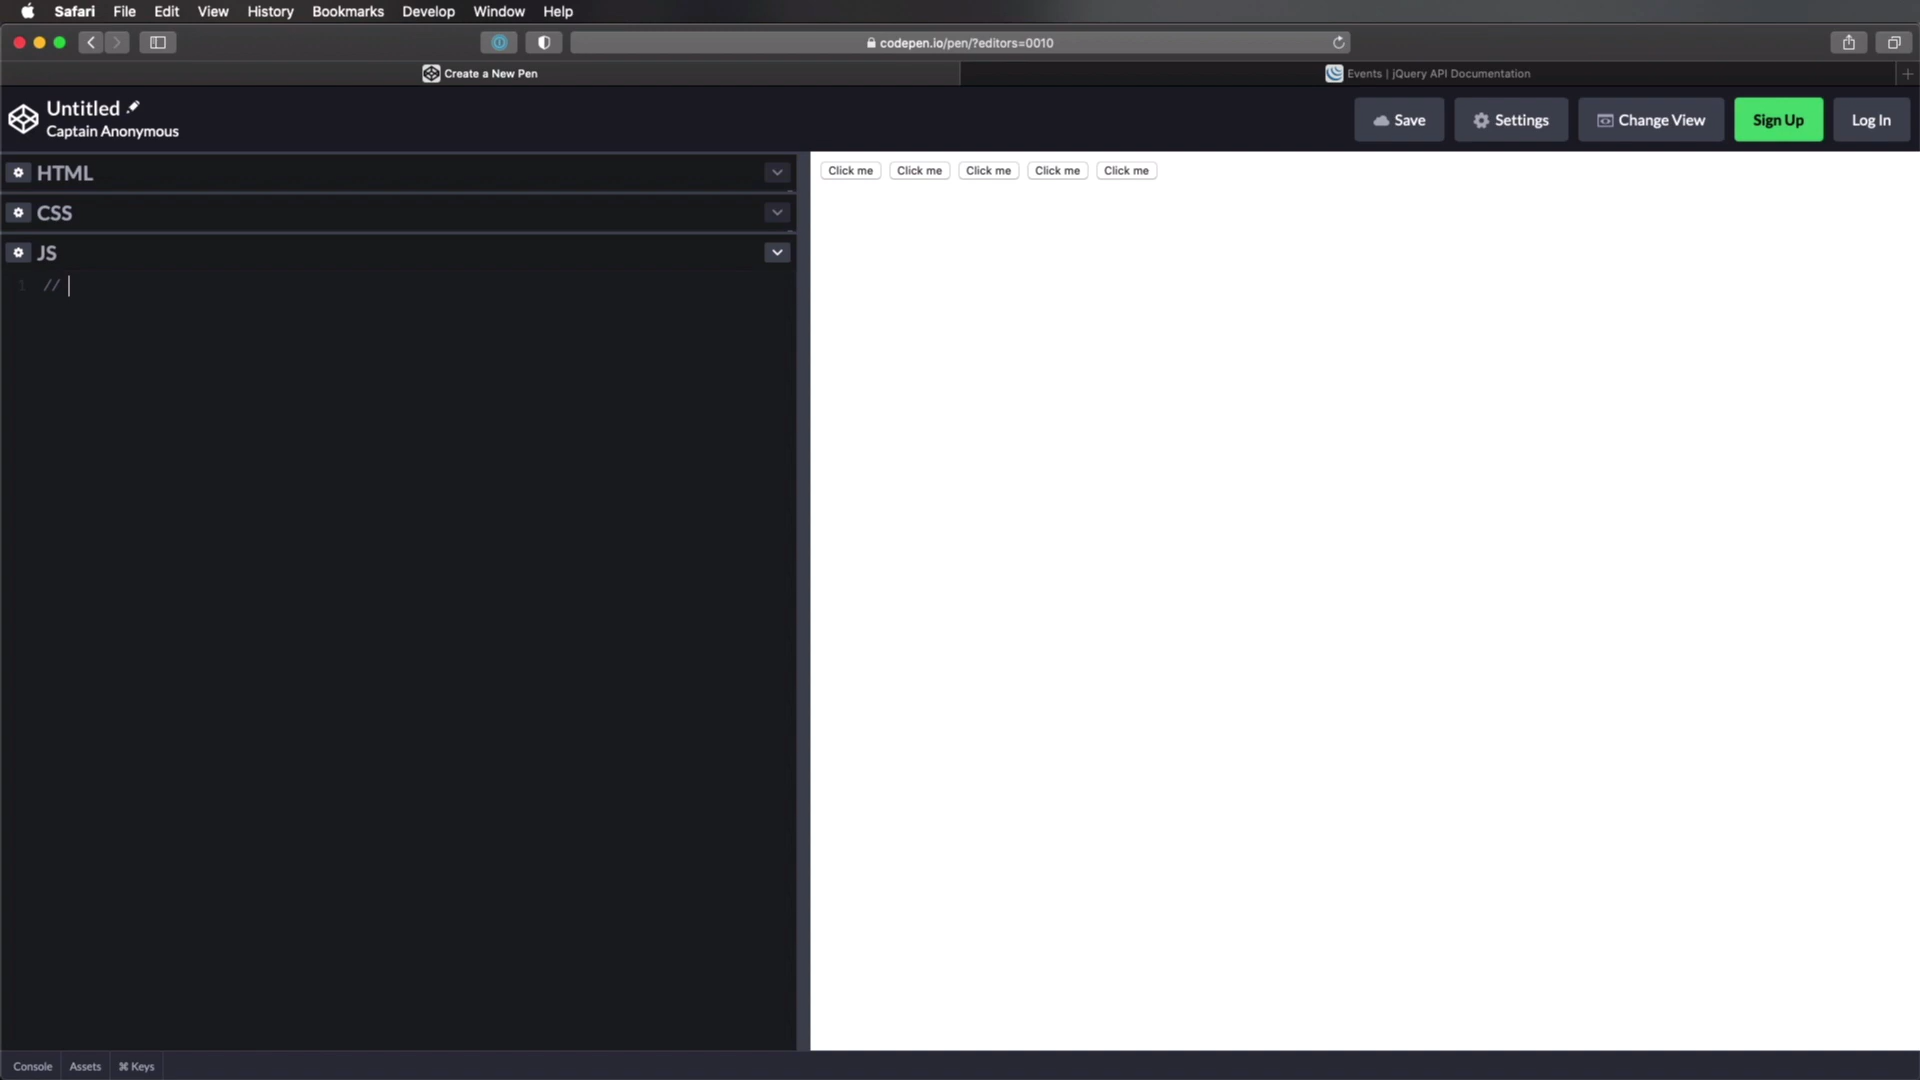 Safari File Edit View History Bookmarks Develop Window Help
codepen.io/pen/?editors=0010
Create a New Pen
Events | jQuery API Documentation
Untitled
Captain Anonymous
Save
Settings
Change View
Sign Up
Log In
HTML
CSS
JS
1 //
Click me Click me Click me Click me Click me
Console Assets ⌘ Keys